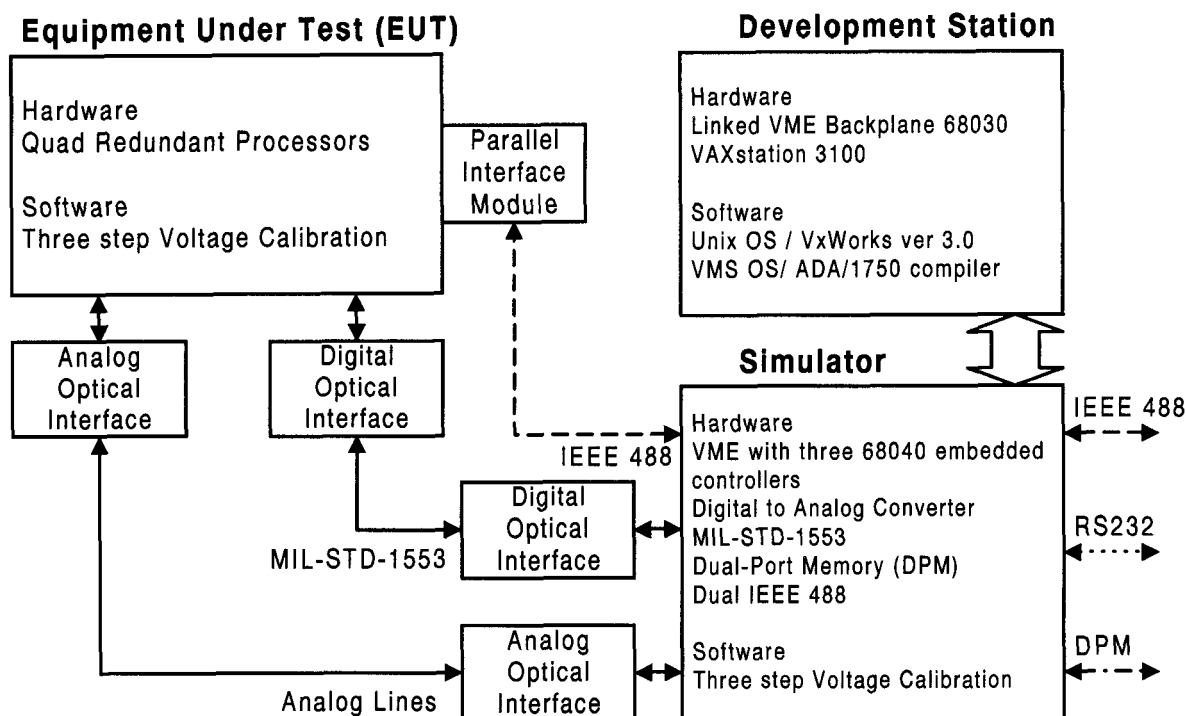 Equipment Under Test (EUT)
Hardware
Quad Redundant Processors
Software
Three step Voltage Calibration
Parallel
Interface
Module
Development Station
Hardware
Linked VME Backplane 68030
VAXstation 3100
Software
Unix OS / VxWorks ver 3.0
VMS OS/ ADA/1750 compiler
Analog
Optical
Interface
Digital
Optical
Interface
IEEE 488
MIL-STD-1553
Digital
Optical
Interface
Analog Lines
Analog
Optical
Interface
Simulator
Hardware
VME with three 68040 embedded
controllers
Digital to Analog Converter
MIL-STD-1553
Dual-Port Memory (DPM)
Dual IEEE 488
Software
Three step Voltage Calibration
IEEE 488
RS232
DPM